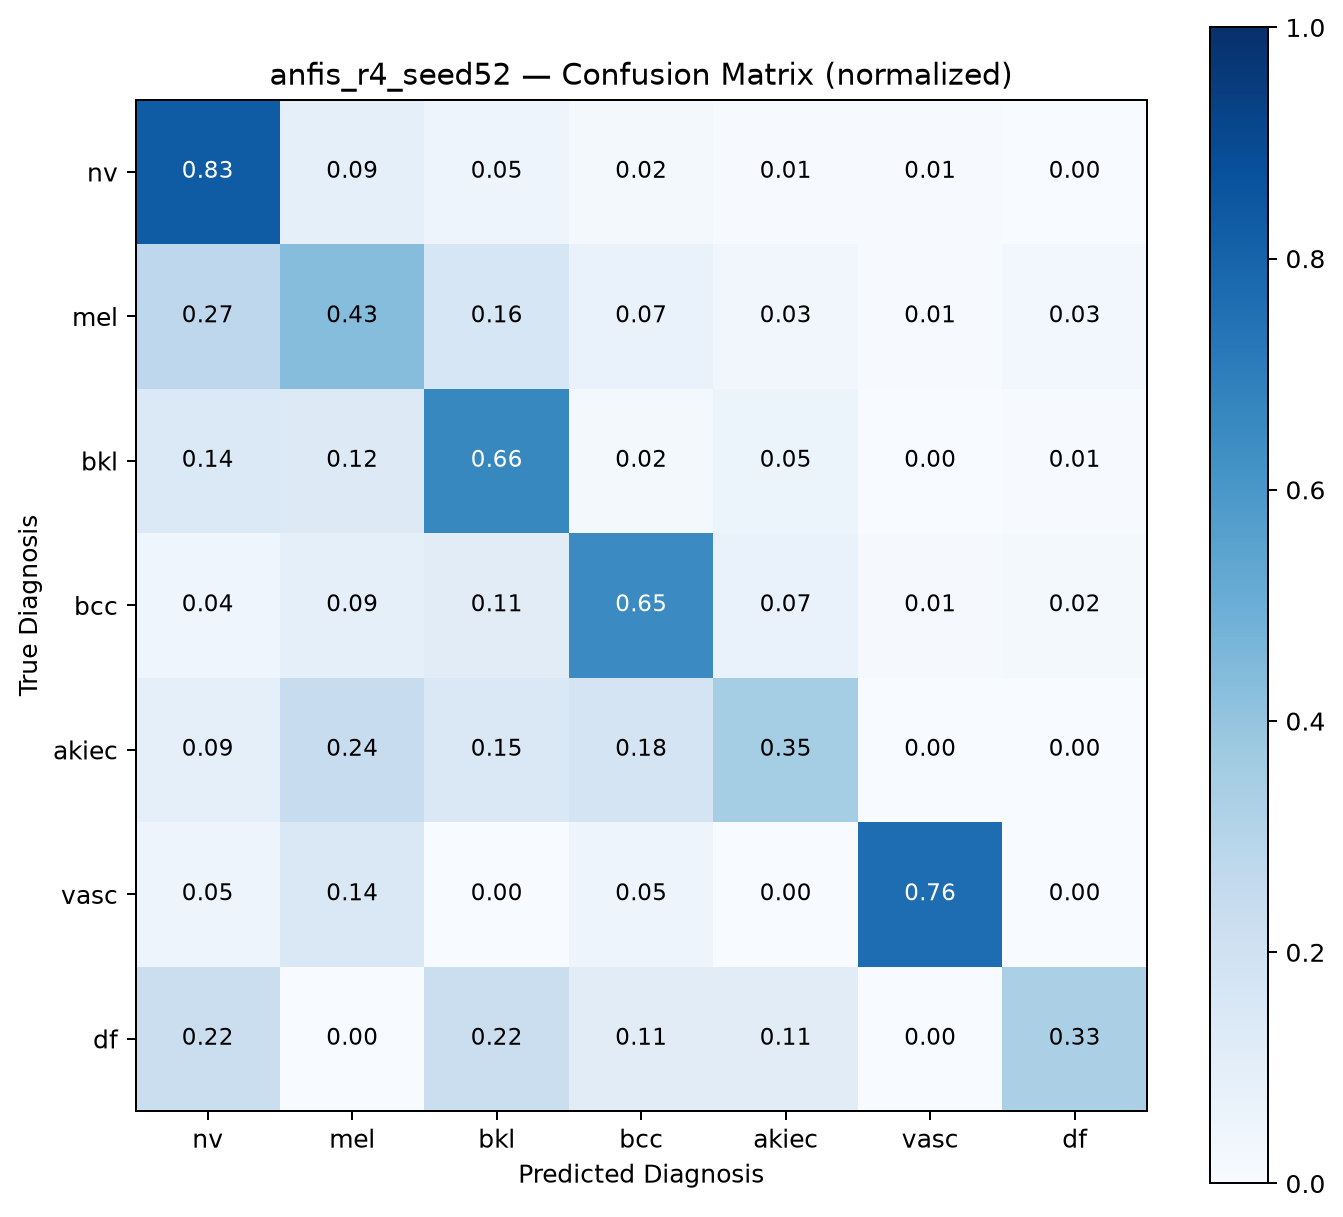 anfis_r4_seed52 — Confusion Matrix (normalized)
nv 0.83 0.09 0.05 0.02 0.01 0.01 0.00
mel 0.27 0.43 0.16 0.07 0.03 0.01 0.03
bkl 0.14 0.12 0.66 0.02 0.05 0.00 0.01
bcc 0.04 0.09 0.11 0.65 0.07 0.01 0.02
akiec 0.09 0.24 0.15 0.18 0.35 0.00 0.00
vasc 0.05 0.14 0.00 0.05 0.00 0.76 0.00
df 0.22 0.00 0.22 0.11 0.11 0.00 0.33
nv mel bkl bcc akiec vasc df
Predicted Diagnosis
True Diagnosis
1.0
0.8
0.6
0.4
0.2
0.0